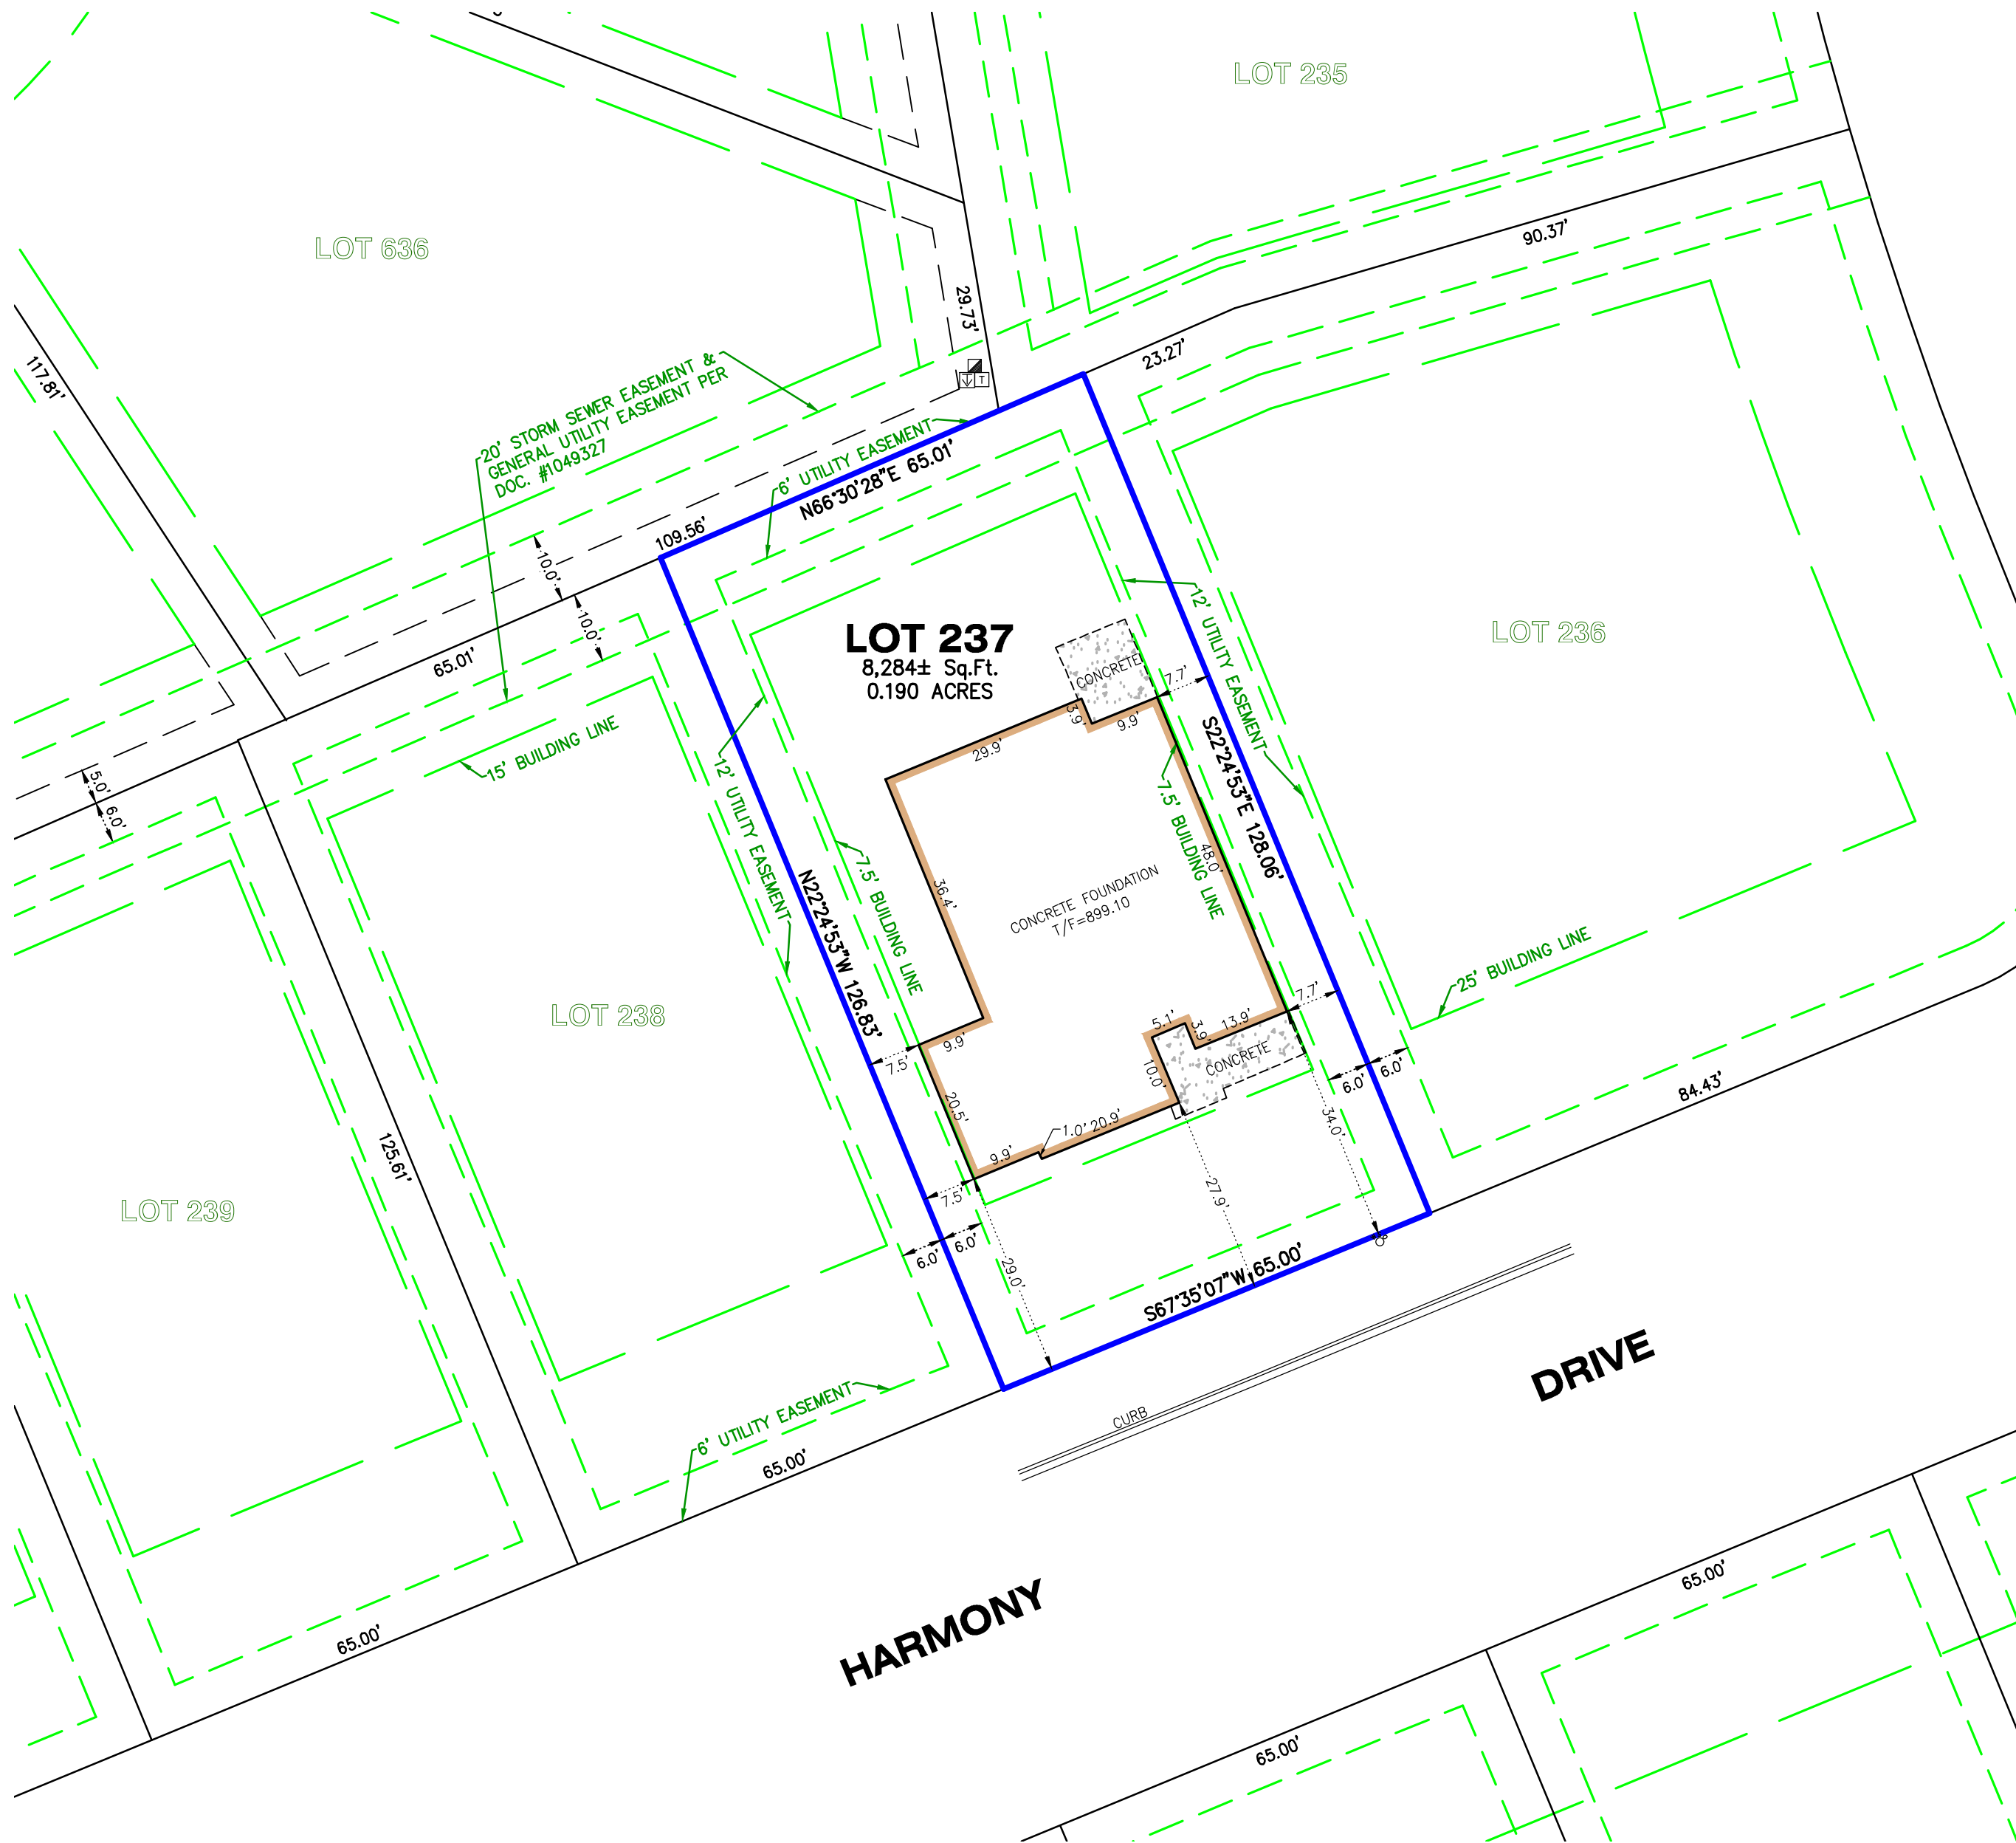 LOT 235
LOT 636
90.37'
29.73'
23.27'
117.81'
20' STORM SEWER EASEMENT &
GENERAL UTILITY EASEMENT PER
DOC. #1049327
6' UTILITY EASEMENT
N66°30'28"E 65.01'
109.56'
10.0'
10.0'
65.01'
LOT 237
8,284± Sq.Ft.
0.190 ACRES
CONCRETE
7.7'
12' UTILITY EASEMENT
LOT 236
3.9'
9.9'
29.9'
15' BUILDING LINE
5.0'
6.0'
12' UTILITY EASEMENT
7.5' BUILDING LINE
S22°24'53"E 128.06'
48.0'
7.5' BUILDING LINE
36.4'
CONCRETE FOUNDATION
T/F=899.10
N22°24'53"W 126.83'
25' BUILDING LINE
LOT 238
7.7'
5.1'
3.9'
13.9'
9.9'
7.5'
CONCRETE
10.0'
6.0'
6.0'
84.43'
20.5'
1.0'
20.9'
34.0'
9.9'
125.61'
7.5'
27.9'
LOT 239
6.0'
6.0'
29.0'
S67°35'07"W 65.00'
DRIVE
6' UTILITY EASEMENT
CURB
65.00'
HARMONY
65.00'
65.00'
65.00'
T